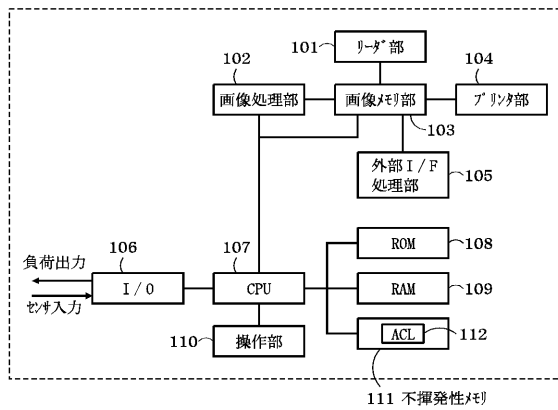 101
リーダ部
102
104
画像処理部
画像メモリ部
プリンタ部
103
外部I/F
処理部
105
106
107
ROM
108
負荷出力
I/O
CPU
RAM
109
センサ入力
110
操作部
ACL
112
111 不揮発性メモリ